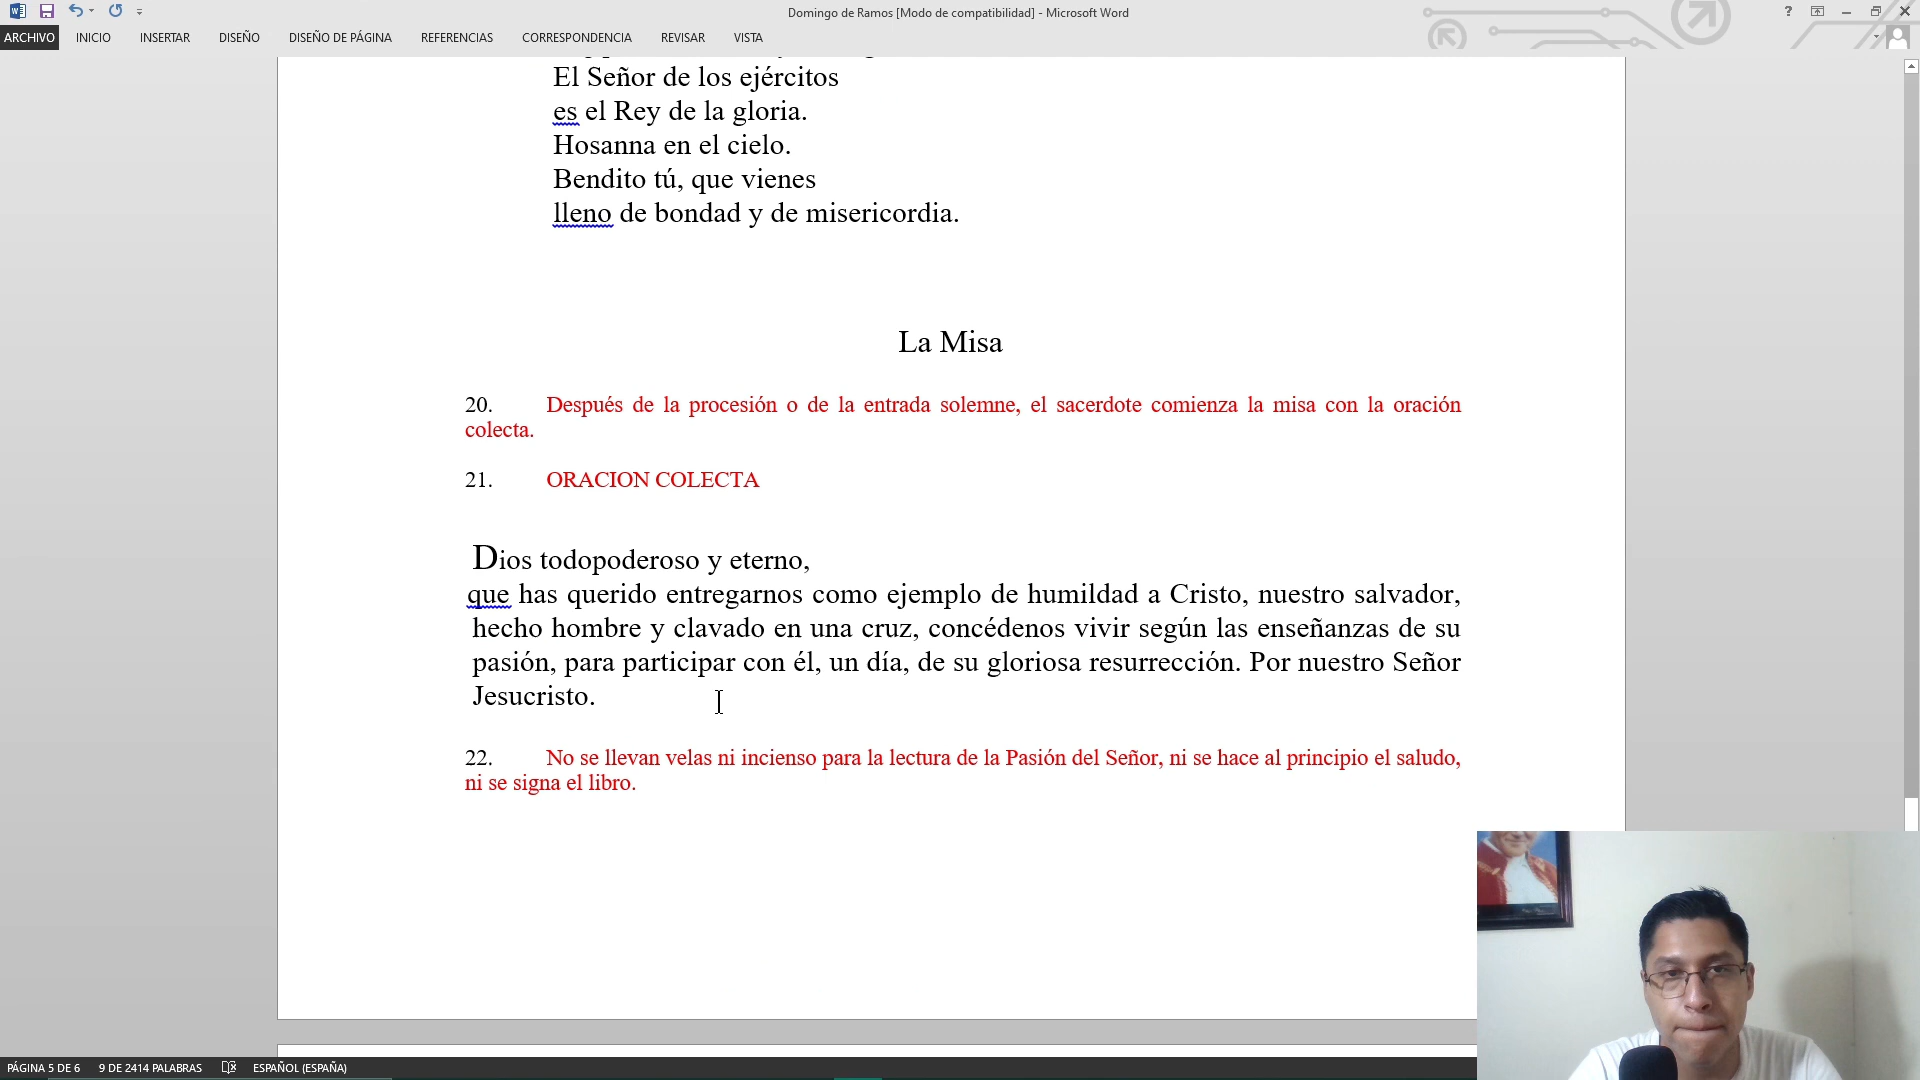 Domingo de Ramos [Modo de compatibilidad] - Microsoft Word
?
ARCHIVO INICIO INSERTAR DISEÑO DISEÑO DE PÁGINA REFERENCIAS CORRESPONDENCIA REVISAR VISTA
El Señor de los ejércitos
es el Rey de la gloria.
Hosanna en el cielo.
Bendito tú, que vienes
lleno de bondad y de misericordia.
La Misa
20. Después de la procesión o de la entrada solemne, el sacerdote comienza la misa con la oración
colecta.
21. ORACION COLECTA
Dios todopoderoso y eterno,
que has querido entregarnos como ejemplo de humildad a Cristo, nuestro salvador,
hecho hombre y clavado en una cruz, concédenos vivir según las enseñanzas de su
pasión, para participar con él, un día, de su gloriosa resurrección. Por nuestro Señor
Jesucristo.
22. No se llevan velas ni incienso para la lectura de la Pasión del Señor, ni se hace al principio el saludo,
ni se signa el libro.
PÁGINA 5 DE 6 9 DE 2414 PALABRAS ESPAÑOL (ESPAÑA)